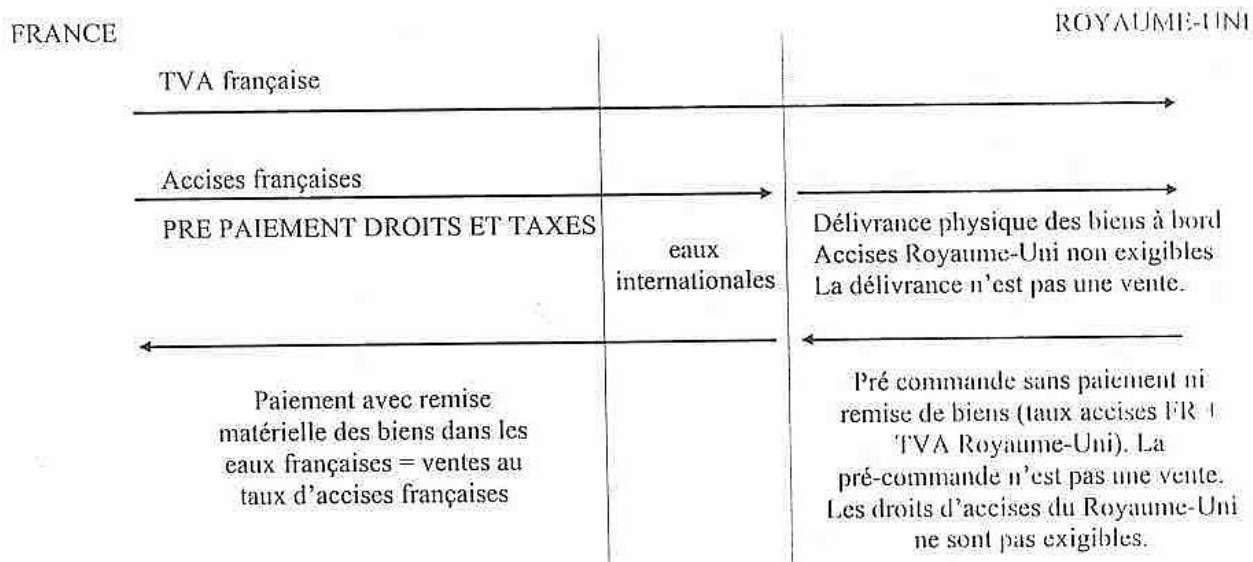 FRANCE
ROYAUME-UNI
TVA française
Accises françaises
PRE PAIEMENT DROITS ET TAXES
eaux
internationales
Délivrance physique des biens à bord
Accises Royaume-Uni non exigibles
La délivrance n'est pas une vente.
Paiement avec remise
matérielle des biens dans les
eaux françaises = ventes au
taux d'accises françaises
Pré commande sans paiement ni
remise de biens (taux accises FR +
TVA Royaume-Uni). La
pré-commande n'est pas une vente.
Les droits d'accises du Royaume-Uni
ne sont pas exigibles.